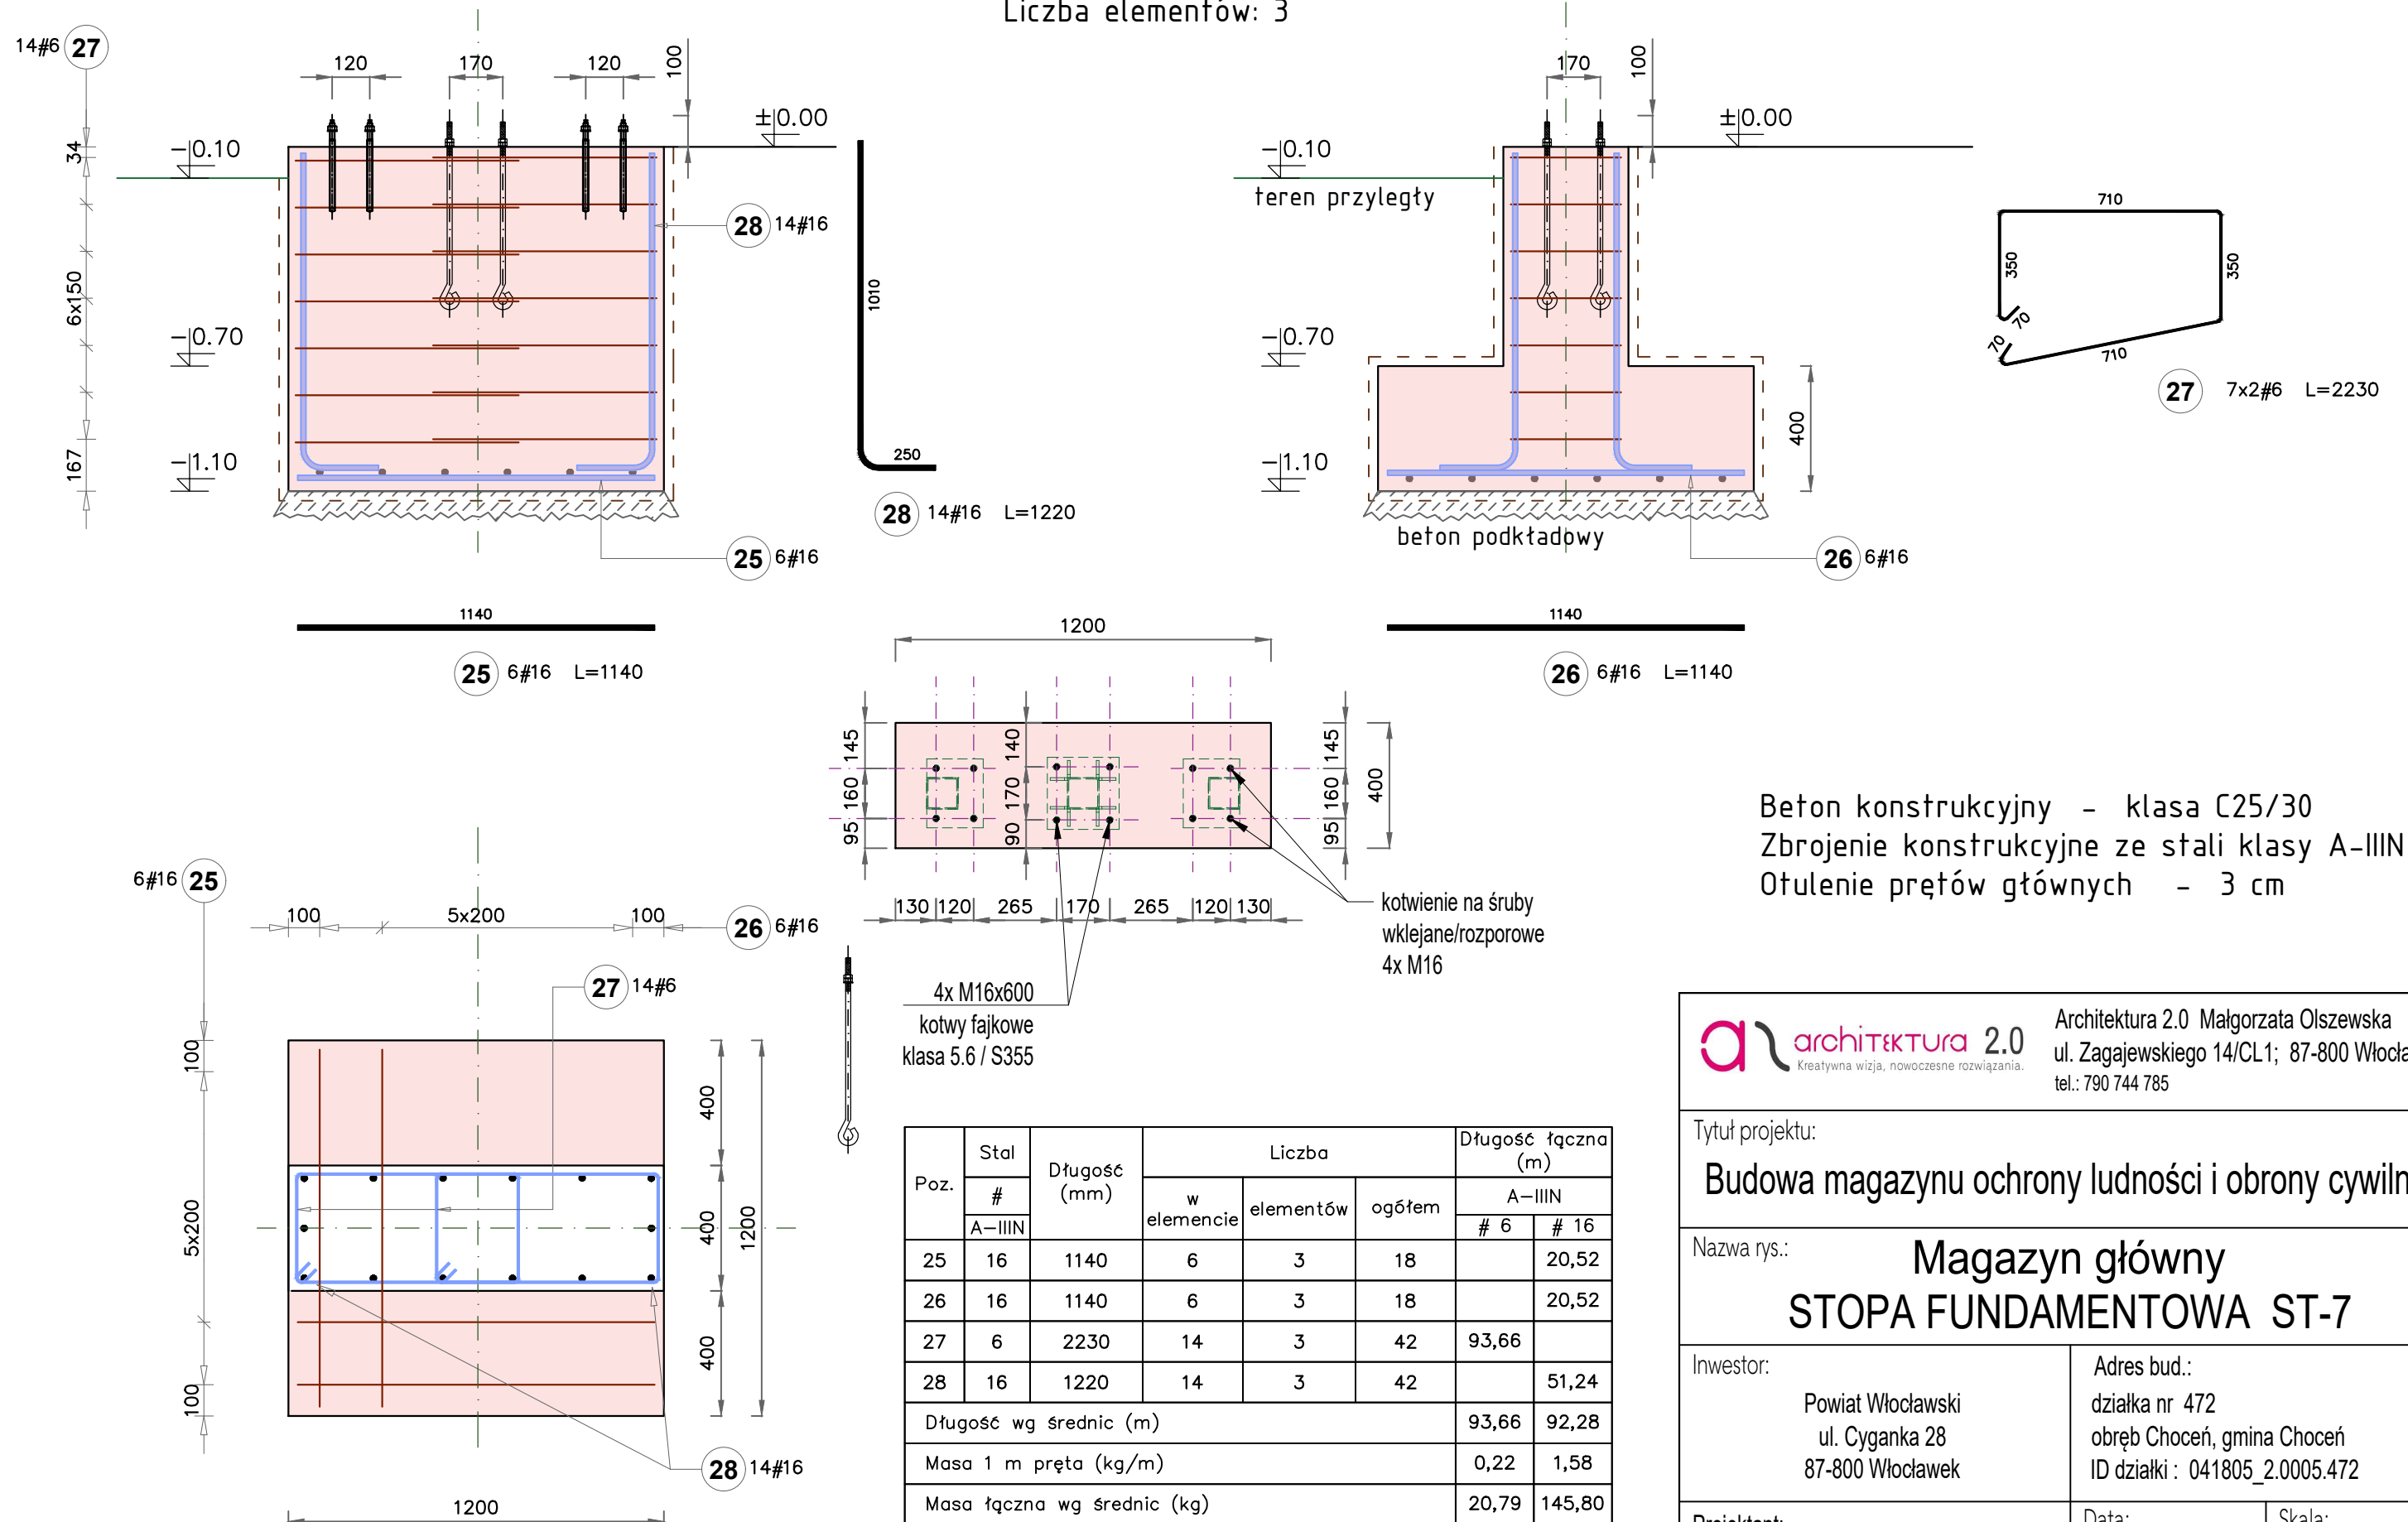 Liczba elementów: 3
14#6 27
120 170 120 100
±0.00
-0.10
34
28 14#16
6x150
-0.70
167
-1.10
25 6#16
1010
250
28 14#16 L=1220
170 100
±0.00
-0.10
teren przyległy
-0.70
400
-1.10
beton podkładowy
26 6#16
710
350 350
70
70
710
27 7x2#6 L=2230
1140
25 6#16 L=1140
1200
1140
26 6#16 L=1140
145 140 145
160 170 160 400
95 90 95
130 120 265 170 265 120 130
kotwienie na śruby
wklejane/rozporowe
4x M16
4x M16x600
kotwy fajkowe
klasa 5.6 / S355
Beton konstrukcyjny - klasa C25/30
Zbrojenie konstrukcyjne ze stali klasy A-IIIN
Otulenie prętów głównych - 3 cm
6#16 25
100 5x200 100
26 6#16
27 14#6
100
400
5x200 400 1200
400
100
28 14#16
1200
Poz. Stal Długość (mm) Liczba Długość łączna (m)
# w elemencie elementów ogółem A-IIIN
A-IIIN # 6 # 16
25 16 1140 6 3 18 20,52
26 16 1140 6 3 18 20,52
27 6 2230 14 3 42 93,66
28 16 1220 14 3 42 51,24
Długość wg średnic (m) 93,66 92,28
Masa 1 m pręta (kg/m) 0,22 1,58
Masa łączna wg średnic (kg) 20,79 145,80
architektura 2.0
Kreatywna wizja, nowoczesne rozwiązania.
Architektura 2.0 Małgorzata Olszewska
ul. Zagajewskiego 14/CL1; 87-800 Włocła
tel.: 790 744 785
Tytuł projektu:
Budowa magazynu ochrony ludności i obrony cywiln
Nazwa rys.:
Magazyn główny
STOPA FUNDAMENTOWA ST-7
Inwestor:
Powiat Włocławski
ul. Cyganka 28
87-800 Włocławek
Adres bud.:
działka nr 472
obręb Choceń, gmina Choceń
ID działki : 041805_2.0005.472
Projektant:
Data:
Skala: